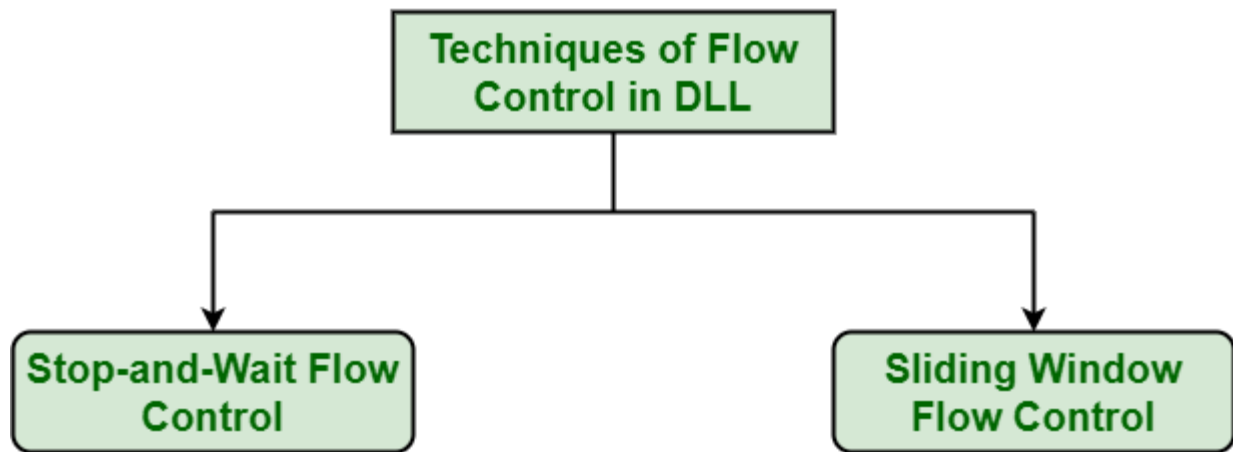 Techniques of Flow
Control in DLL
Stop-and-Wait Flow
Control
Sliding Window
Flow Control